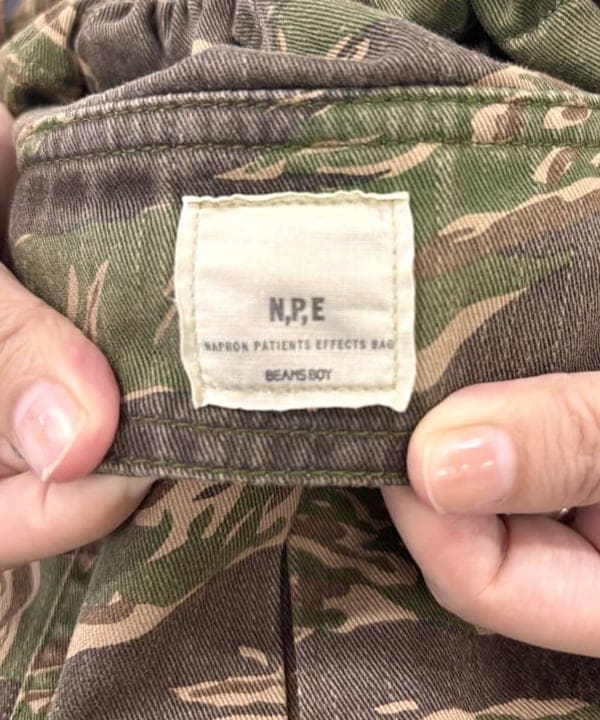 N,P,E
NAPRON PATIENTS EFFECTS BAG
BEAMS BOY